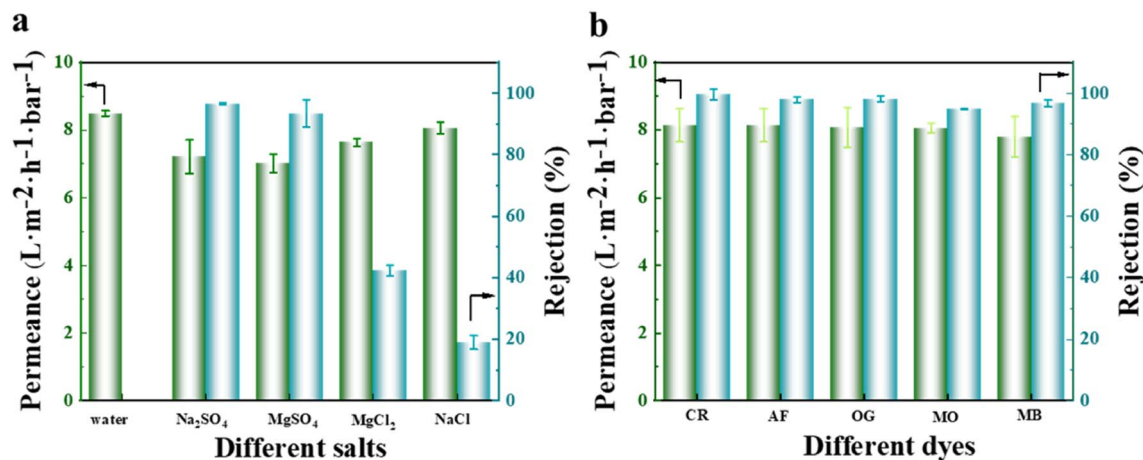 a
Permeance (L·m⁻²·h⁻¹·bar⁻¹)
10
8
6
4
2
0
100
80
60
40
20
0
Rejection (%)
water Na₂SO₄ MgSO₄ MgCl₂ NaCl
Different salts
b
Permeance (L·m⁻²·h⁻¹·bar⁻¹)
10
8
6
4
2
0
100
80
60
40
20
0
Rejection (%)
CR AF OG MO MB
Different dyes